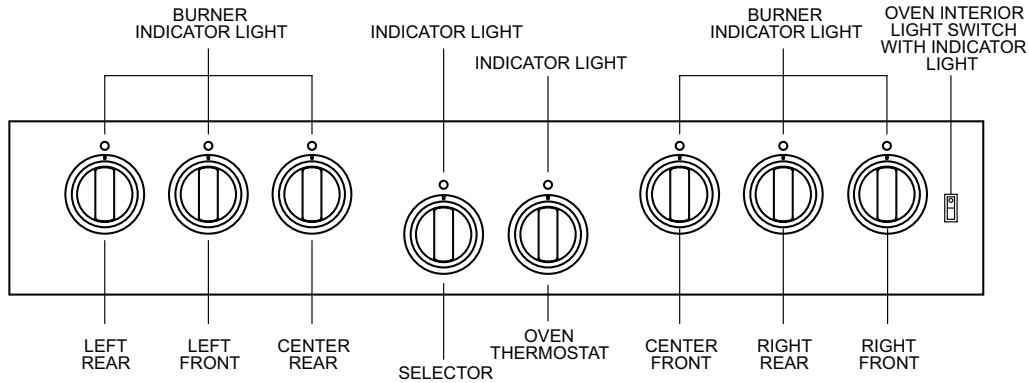 BURNER
INDICATOR LIGHT
INDICATOR LIGHT
INDICATOR LIGHT
BURNER
INDICATOR LIGHT
OVEN INTERIOR
LIGHT SWITCH
WITH INDICATOR
LIGHT
LEFT
REAR
LEFT
FRONT
CENTER
REAR
SELECTOR
OVEN
THERMOSTAT
CENTER
FRONT
RIGHT
REAR
RIGHT
FRONT